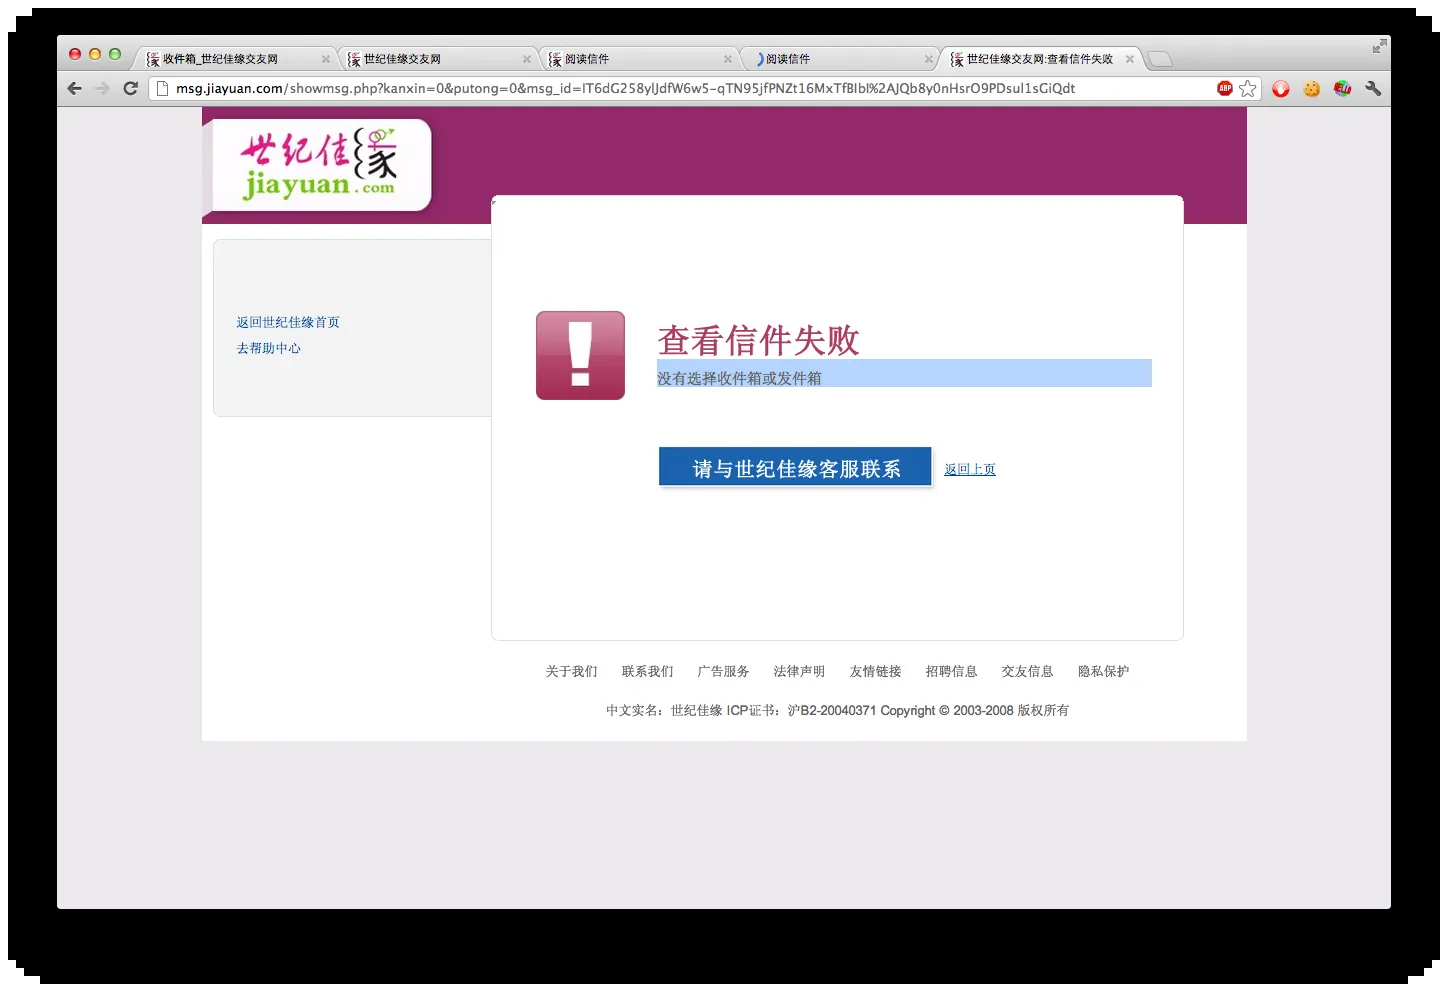 收件箱_世纪佳缘交友网
世纪佳缘交友网
阅读信件
阅读信件
世纪佳缘交友网:查看信件失败
msg.jiayuan.com/showmsg.php?kanxin=0&putong=0&msg_id=IT6dG258ylJdfW6w5-qTN95jfPNZt16MxTfBIbl%2AJQb8y0nHsrO9PDsul1sGiQdt
ABP
世纪佳缘
jiayuan.com
返回世纪佳缘首页
去帮助中心
查看信件失败
没有选择收件箱或发件箱
请与世纪佳缘客服联系
返回上页
关于我们 联系我们 广告服务 法律声明 友情链接 招聘信息 交友信息 隐私保护
中文实名：世纪佳缘 ICP证书：沪B2-20040371 Copyright © 2003-2008 版权所有